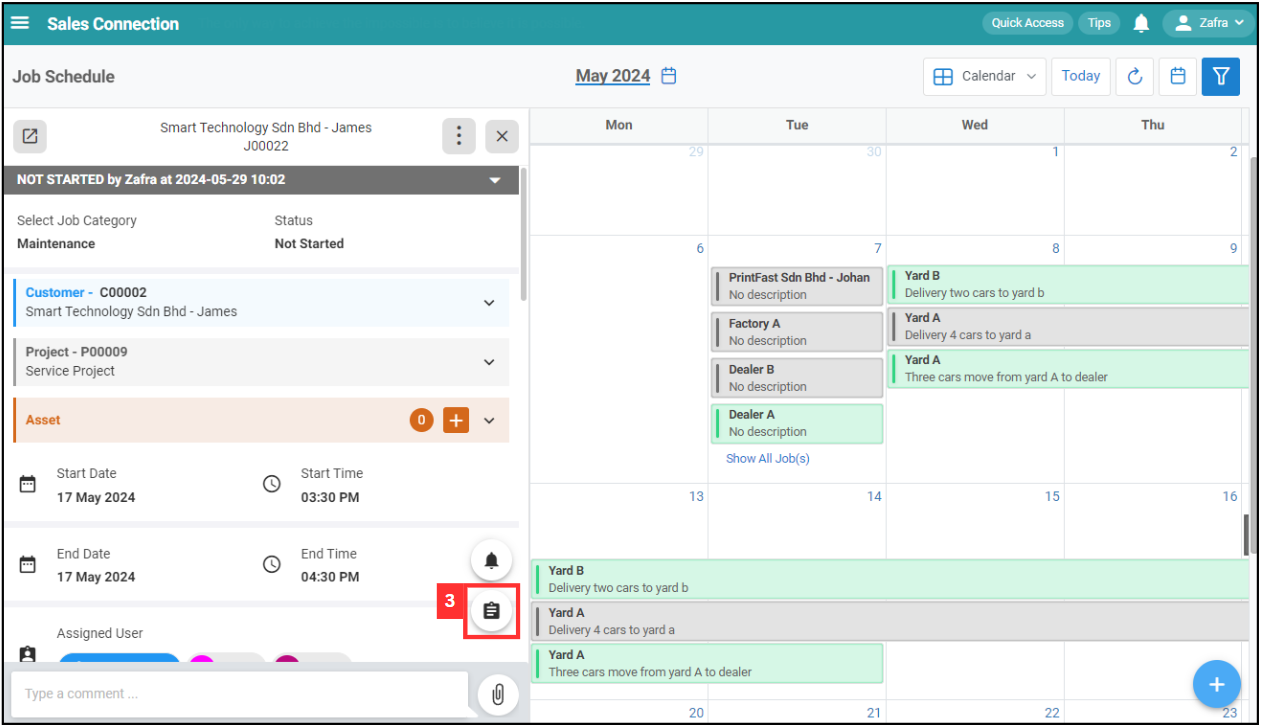 Sales Connection
Quick Access
Tips
Zafra
Job Schedule
May 2024
Calendar
Today
Smart Technology Sdn Bhd - James
J00022
NOT STARTED by Zafra at 2024-05-29 10:02
Select Job Category
Status
Maintenance
Not Started
Customer - C00002
Smart Technology Sdn Bhd - James
Project - P00009
Service Project
Asset
0
Start Date
17 May 2024
Start Time
03:30 PM
End Date
17 May 2024
End Time
04:30 PM
3
Assigned User
Type a comment ...
Mon
Tue
Wed
Thu
29
30
1
2
6
7
8
9
PrintFast Sdn Bhd - Johan
No description
Factory A
No description
Dealer B
No description
Dealer A
No description
Show All Job(s)
Yard B
Delivery two cars to yard b
Yard A
Delivery 4 cars to yard a
Yard A
Three cars move from yard A to dealer
13
14
15
16
Yard B
Delivery two cars to yard b
Yard A
Delivery 4 cars to yard a
Yard A
Three cars move from yard A to dealer
20
21
22
23